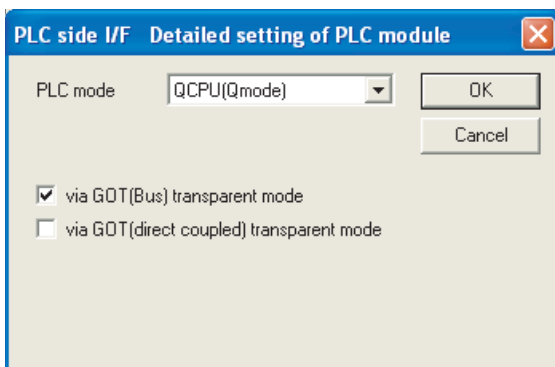 PLC side I/F Detailed setting of PLC module
PLC mode
QCPU(Qmode)
OK
Cancel
via GOT(Bus) transparent mode
via GOT(direct coupled) transparent mode